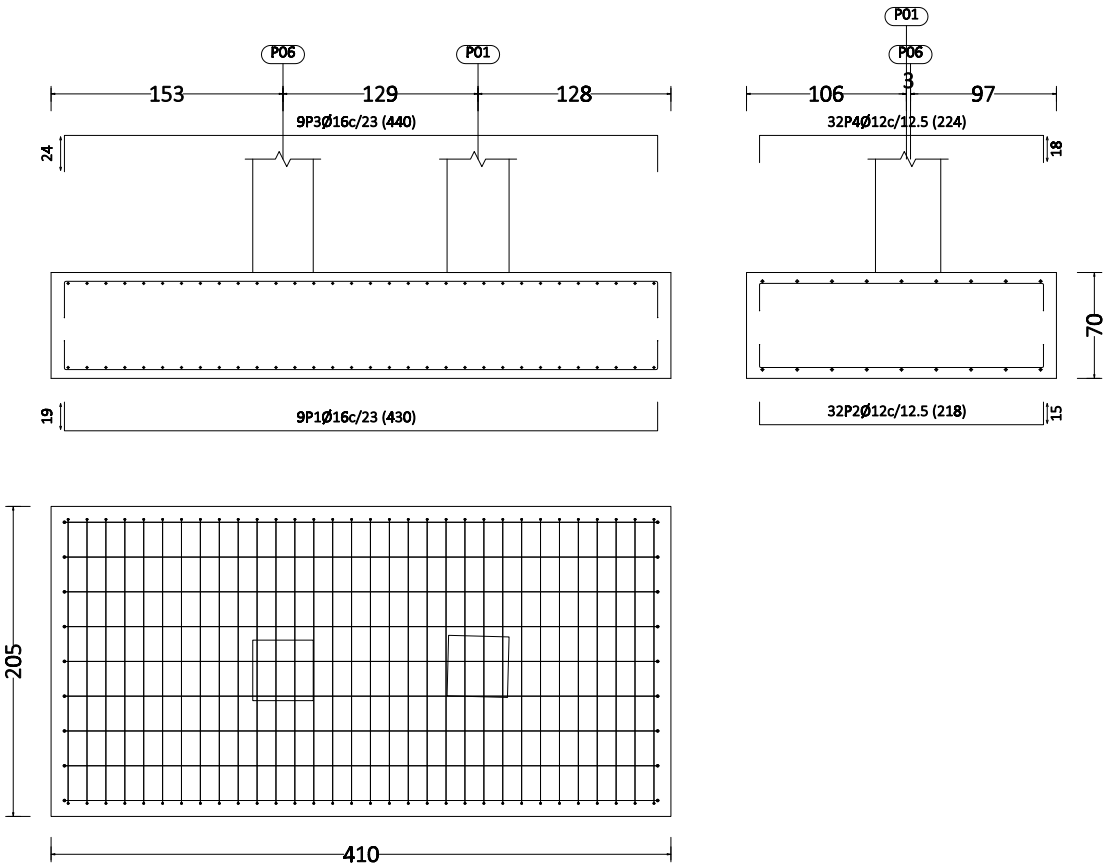 P01
P06
P01
P06
153
129
128
106
3
97
9P3Ø16c/23 (440)
32P4Ø12c/12.5 (224)
24
18
70
19
9P1Ø16c/23 (430)
32P2Ø12c/12.5 (218)
15
205
410